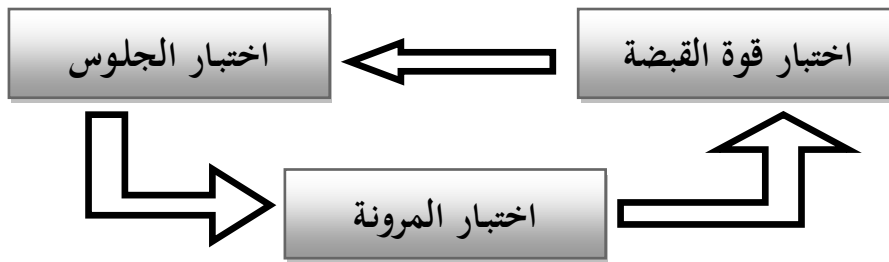 اختبار قوة القبضة
اختبار الجلوس
اختبار المرونة